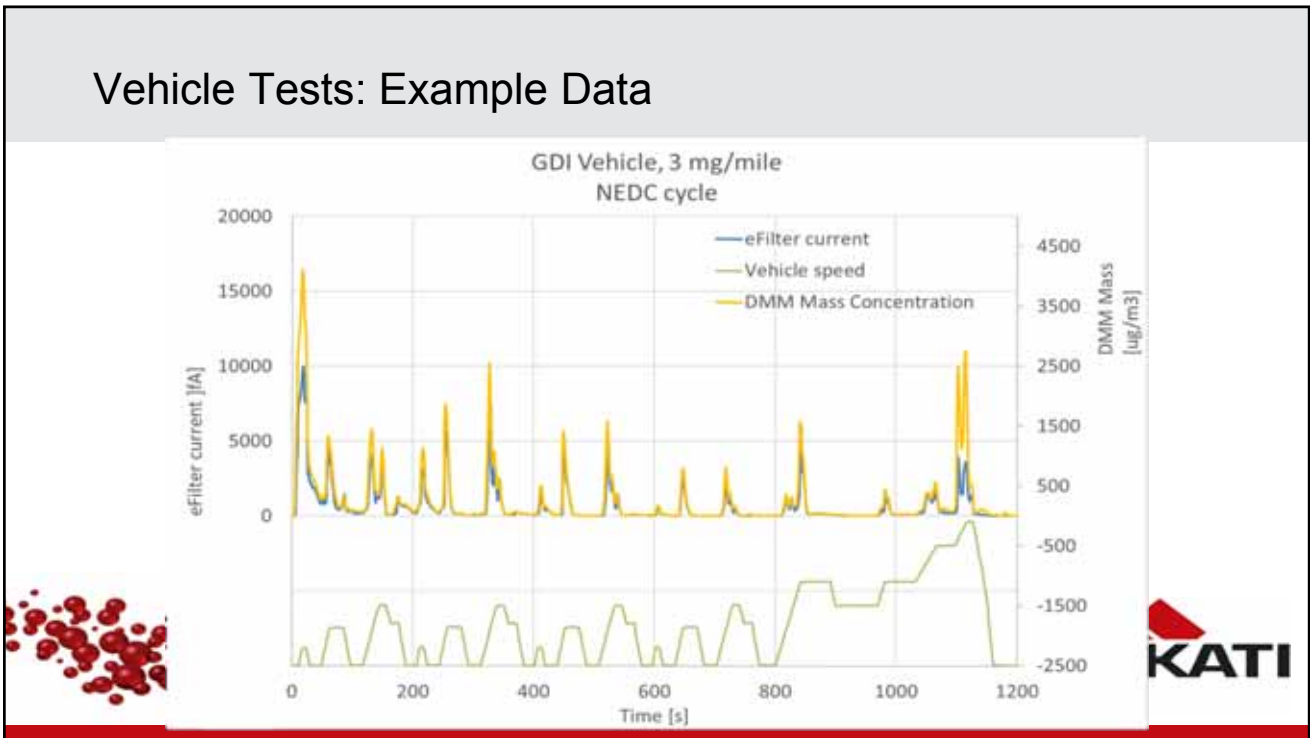 Vehicle Tests: Example Data
GDI Vehicle, 3 mg/mile
NEDC cycle
20000
15000
10000
5000
0
eFilter current ]fA]
eFilter current
Vehicle speed
DMM Mass Concentration
4500
3500
2500
1500
500
-500
-1500
-2500
DMM Mass
[ug/m3]
0 200 400 600 800 1000 1200
Time [s]
KATI